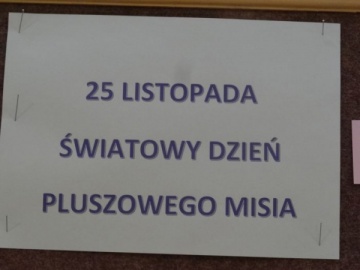 25 LISTOPADA
ŚWIATOWY DZIEŃ
PLUSZOWEGO MISIA